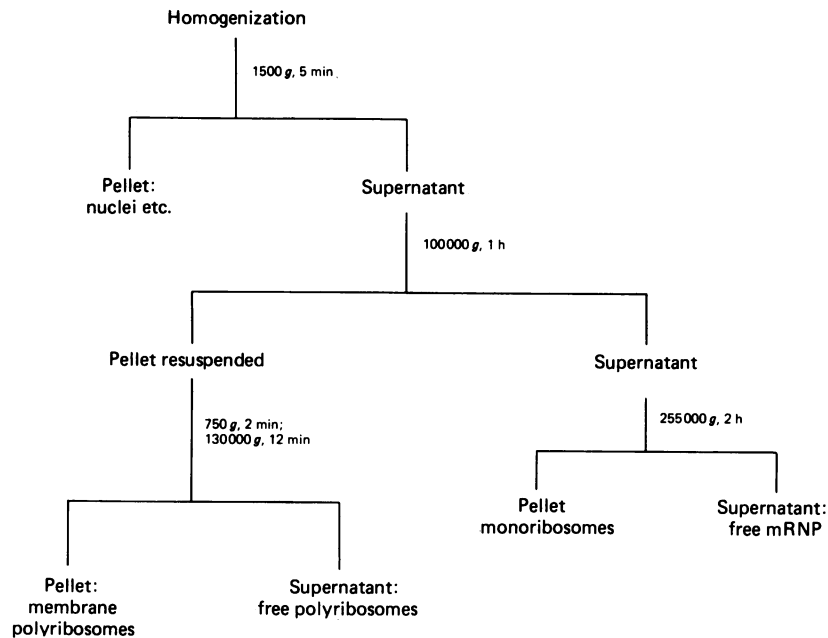 Homogenization
1500 g, 5 min
Pellet:
nuclei etc.
Supernatant
100000 g, 1 h
Pellet resuspended
Supernatant
750 g, 2 min;
130000 g, 12 min
255000 g, 2 h
Pellet
monoribosomes
Supernatant:
free mRNP
Pellet:
membrane
polyribosomes
Supernatant:
free polyribosomes